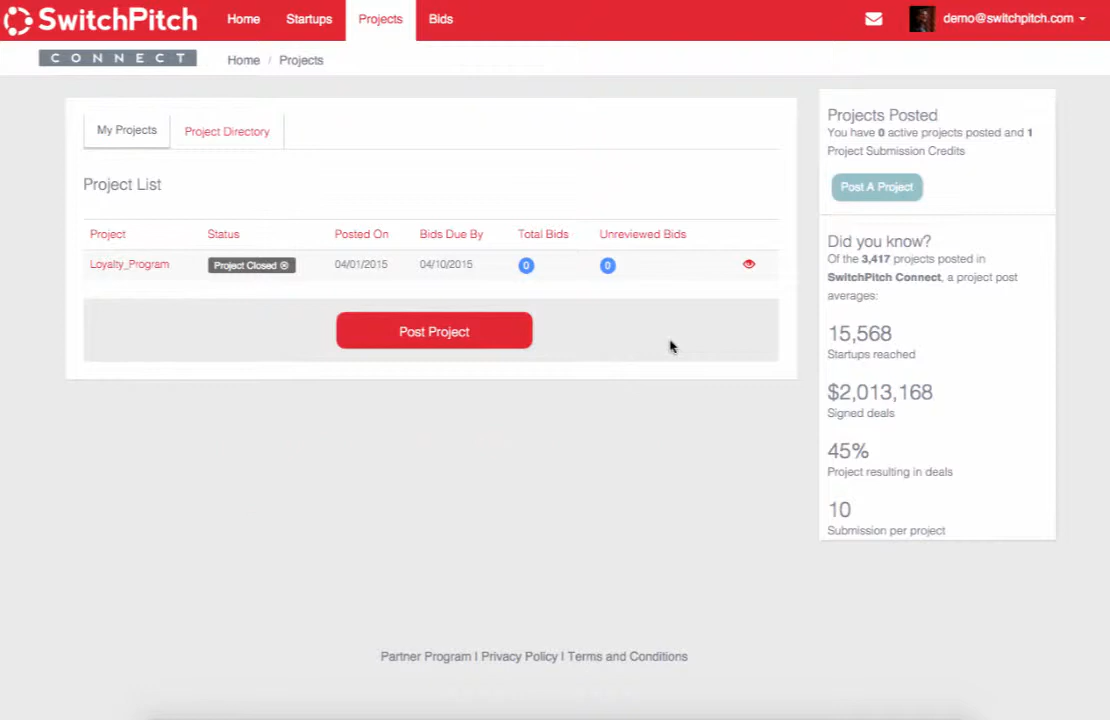 SwitchPitch
Home Startups Projects Bids
demo@switchpitch.com
CONNECT
Home / Projects
My Projects
Project Directory
Project List
Project Status Posted On Bids Due By Total Bids Unreviewed Bids
Loyalty_Program Project Closed 04/01/2015 04/10/2015 0 0
Post Project
Projects Posted
You have 0 active projects posted and 1
Project Submission Credits
Post A Project
Did you know?
Of the 3,417 projects posted in
SwitchPitch Connect, a project post
averages:
15,568
Startups reached
$2,013,168
Signed deals
45%
Project resulting in deals
10
Submission per project
Partner Program I Privacy Policy I Terms and Conditions